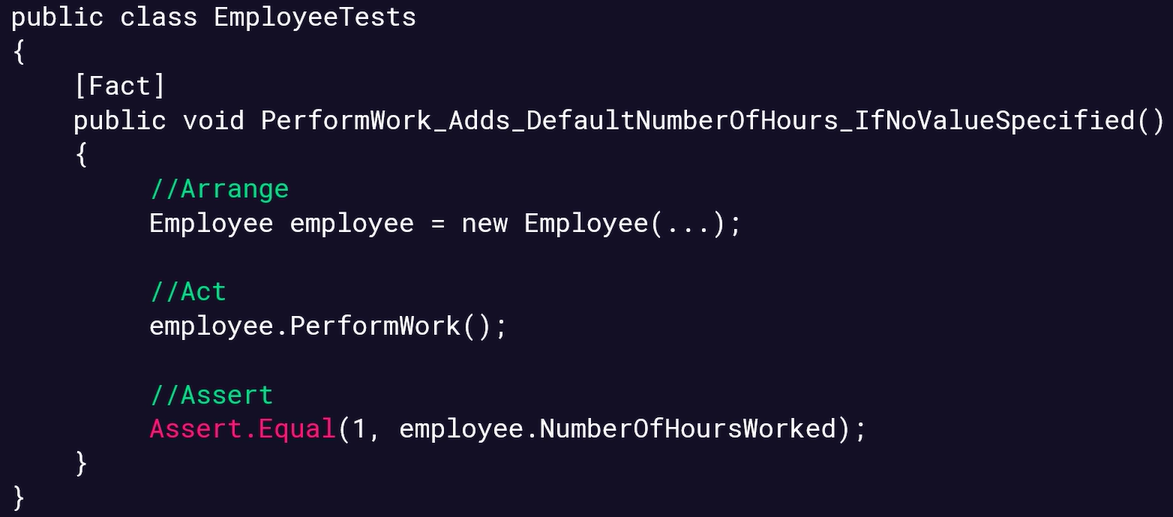 public class EmployeeTests
{
[Fact]
public void PerformWork_Adds_DefaultNumberOfHours_IfNoValueSpecified()
{
//Arrange
Employee employee = new Employee(...);
//Act
employee.PerformWork();
//Assert
Assert.Equal(1, employee.NumberOfHoursWorked);
}
}